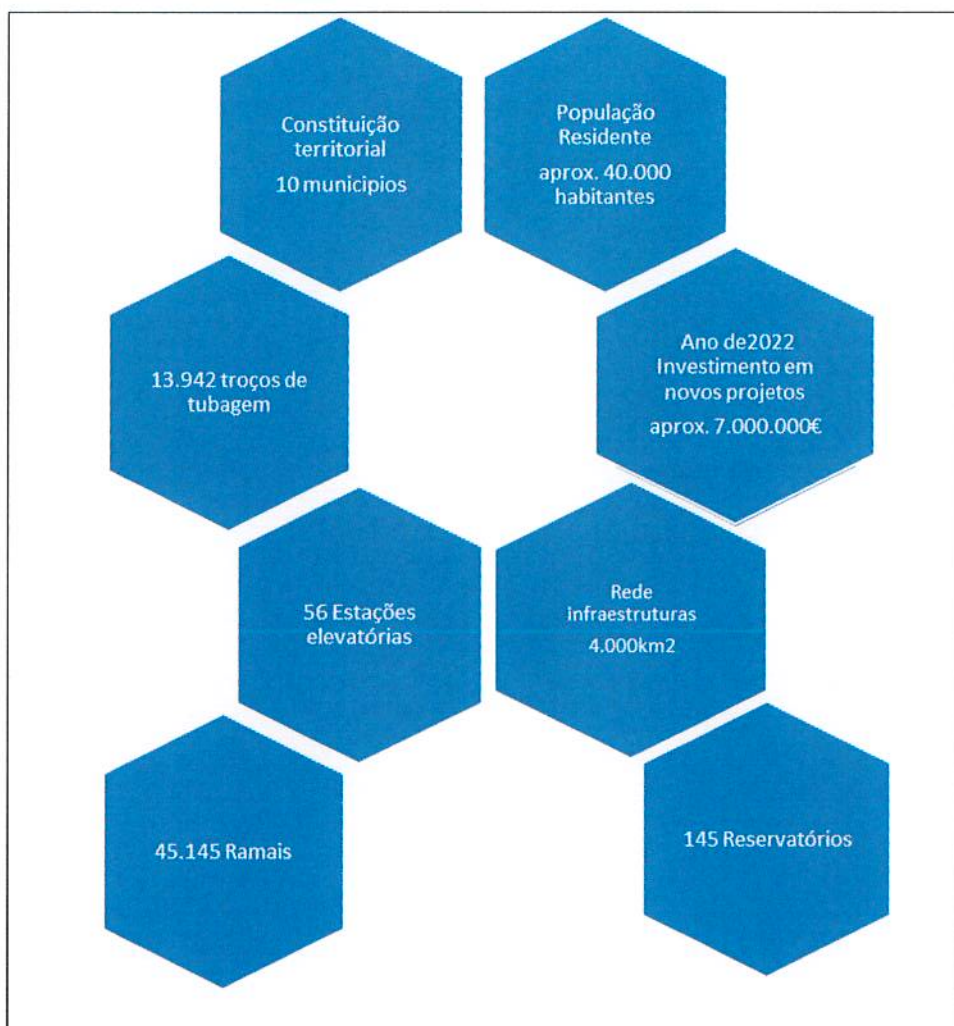 Constituição
territorial
10 municipios
População
Residente
aprox. 40.000
habitantes
13.942 troços de
tubagem
Ano de2022
Investimento em
novos projetos
aprox. 7.000.000€
56 Estações
elevatórias
Rede
infraestruturas
4.000km2
45.145 Ramais
145 Reservatórios